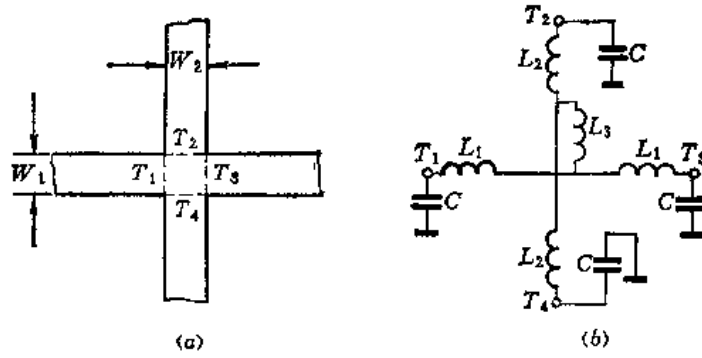 W₂
T₂
W₁
T₁
T₃
T₄
(a)
T₂
C
L₂
L₃
T₁
L₁
L₁
T₃
C
C
L₂
C
T₄
(b)